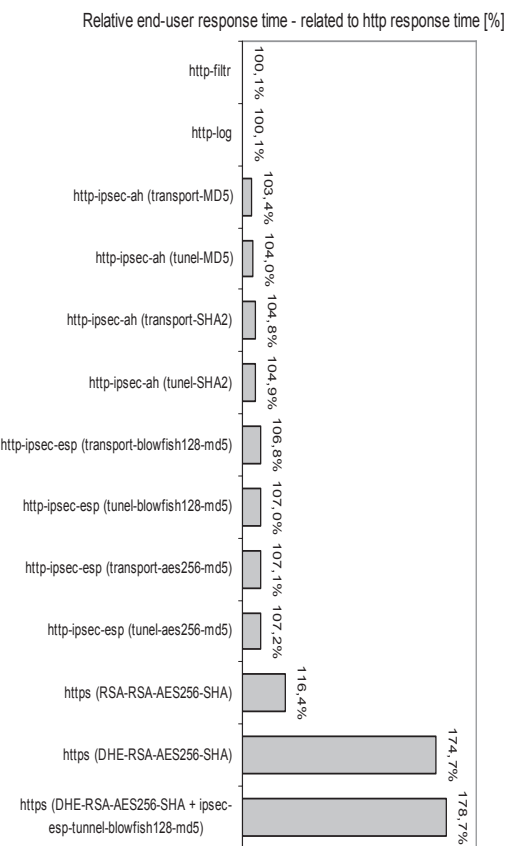 Relative end-user response time - related to http response time [%]
http-filtr
100,1%
http-log
100,1%
http-ipsec-ah (transport-MD5)
103,4%
http-ipsec-ah (tunel-MD5)
104,0%
http-ipsec-ah (transport-SHA2)
104,8%
http-ipsec-ah (tunel-SHA2)
104,9%
http-ipsec-esp (transport-blowfish128-md5)
106,8%
http-ipsec-esp (tunel-blowfish128-md5)
107,0%
http-ipsec-esp (transport-aes256-md5)
107,1%
http-ipsec-esp (tunel-aes256-md5)
107,2%
https (RSA-RSA-AES256-SHA)
116,4%
https (DHE-RSA-AES256-SHA)
174,7%
https (DHE-RSA-AES256-SHA + ipsec-
esp-tunnel-blowfish128-md5)
178,7%